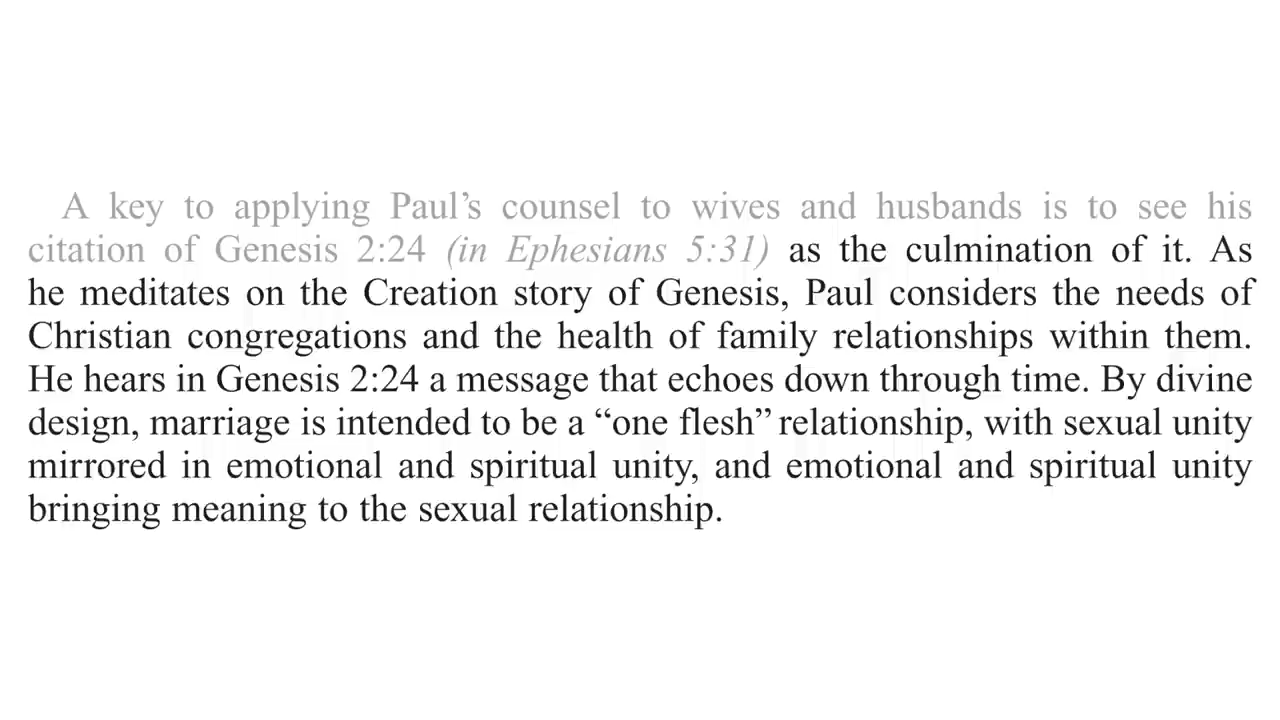 A key to applying Paul’s counsel to wives and husbands is to see his
citation of Genesis 2:24 (in Ephesians 5:31) as the culmination of it. As
he meditates on the Creation story of Genesis, Paul considers the needs of
Christian congregations and the health of family relationships within them.
He hears in Genesis 2:24 a message that echoes down through time. By divine
design, marriage is intended to be a “one flesh” relationship, with sexual unity
mirrored in emotional and spiritual unity, and emotional and spiritual unity
bringing meaning to the sexual relationship.